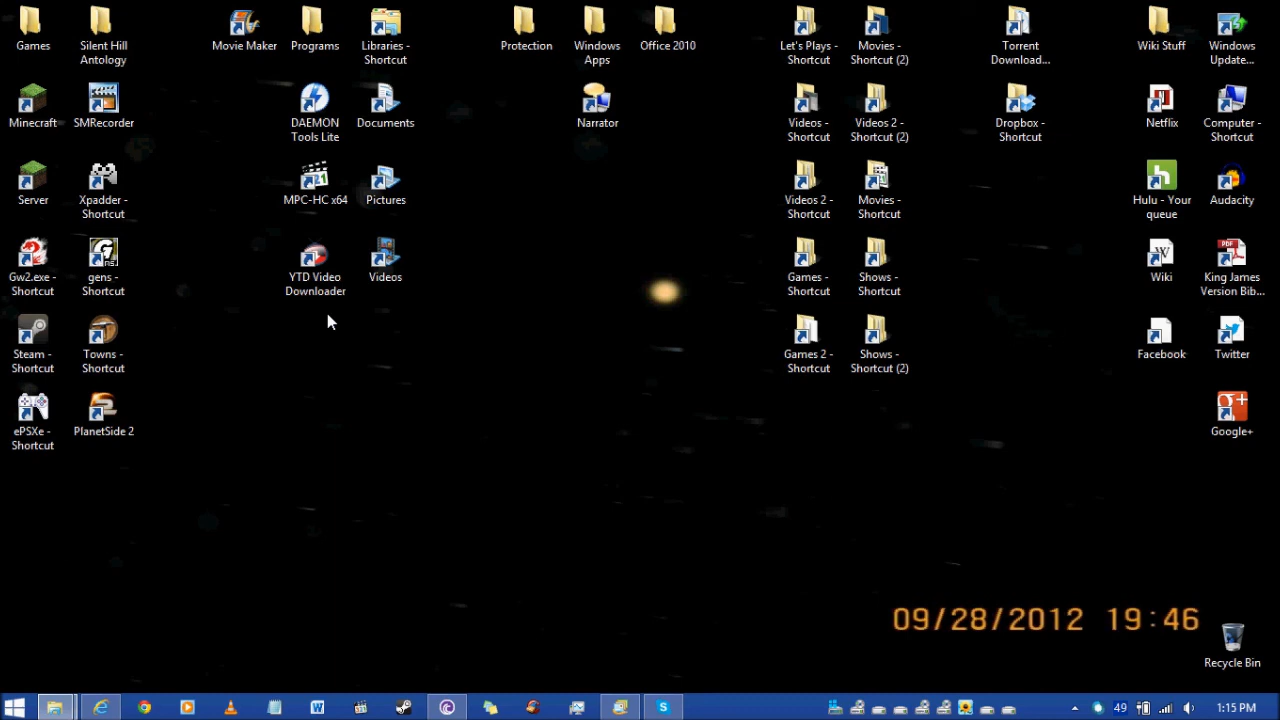 Games
Silent Hill
Antology
Movie Maker
Programs
Libraries -
Shortcut
Protection
Windows
Apps
Office 2010
Let's Plays -
Shortcut
Movies -
Shortcut (2)
Torrent
Download...
Wiki Stuff
Windows
Update...
Minecraft
SMRecorder
DAEMON
Tools Lite
Documents
Narrator
Videos -
Shortcut
Videos 2 -
Shortcut (2)
Dropbox -
Shortcut
Netflix
Computer -
Shortcut
Server
Xpadder -
Shortcut
MPC-HC x64
Pictures
Videos 2 -
Shortcut
Movies -
Shortcut
Hulu - Your
queue
Audacity
Gw2.exe -
Shortcut
gens -
Shortcut
YTD Video
Downloader
Videos
Games -
Shortcut
Shows -
Shortcut
Wiki
King James
Version Bib...
Steam -
Shortcut
Towns -
Shortcut
Games 2 -
Shortcut
Shows -
Shortcut (2)
Facebook
Twitter
ePSXe -
Shortcut
PlanetSide 2
Google+
09/28/2012 19:46
Recycle Bin
49
1:15 PM